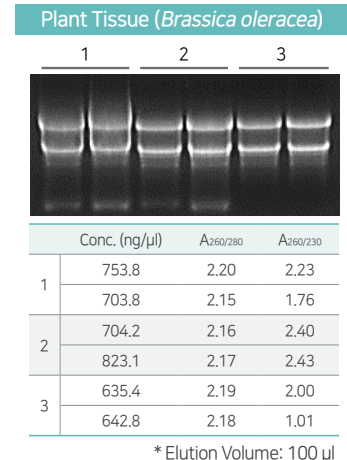 Plant Tissue (Brassica oleracea)
1 2 3
Conc. (ng/μl) A260/280 A260/230
1
753.8 2.20 2.23
703.8 2.15 1.76
2
704.2 2.16 2.40
823.1 2.17 2.43
3
635.4 2.19 2.00
642.8 2.18 1.01
* Elution Volume: 100 μl